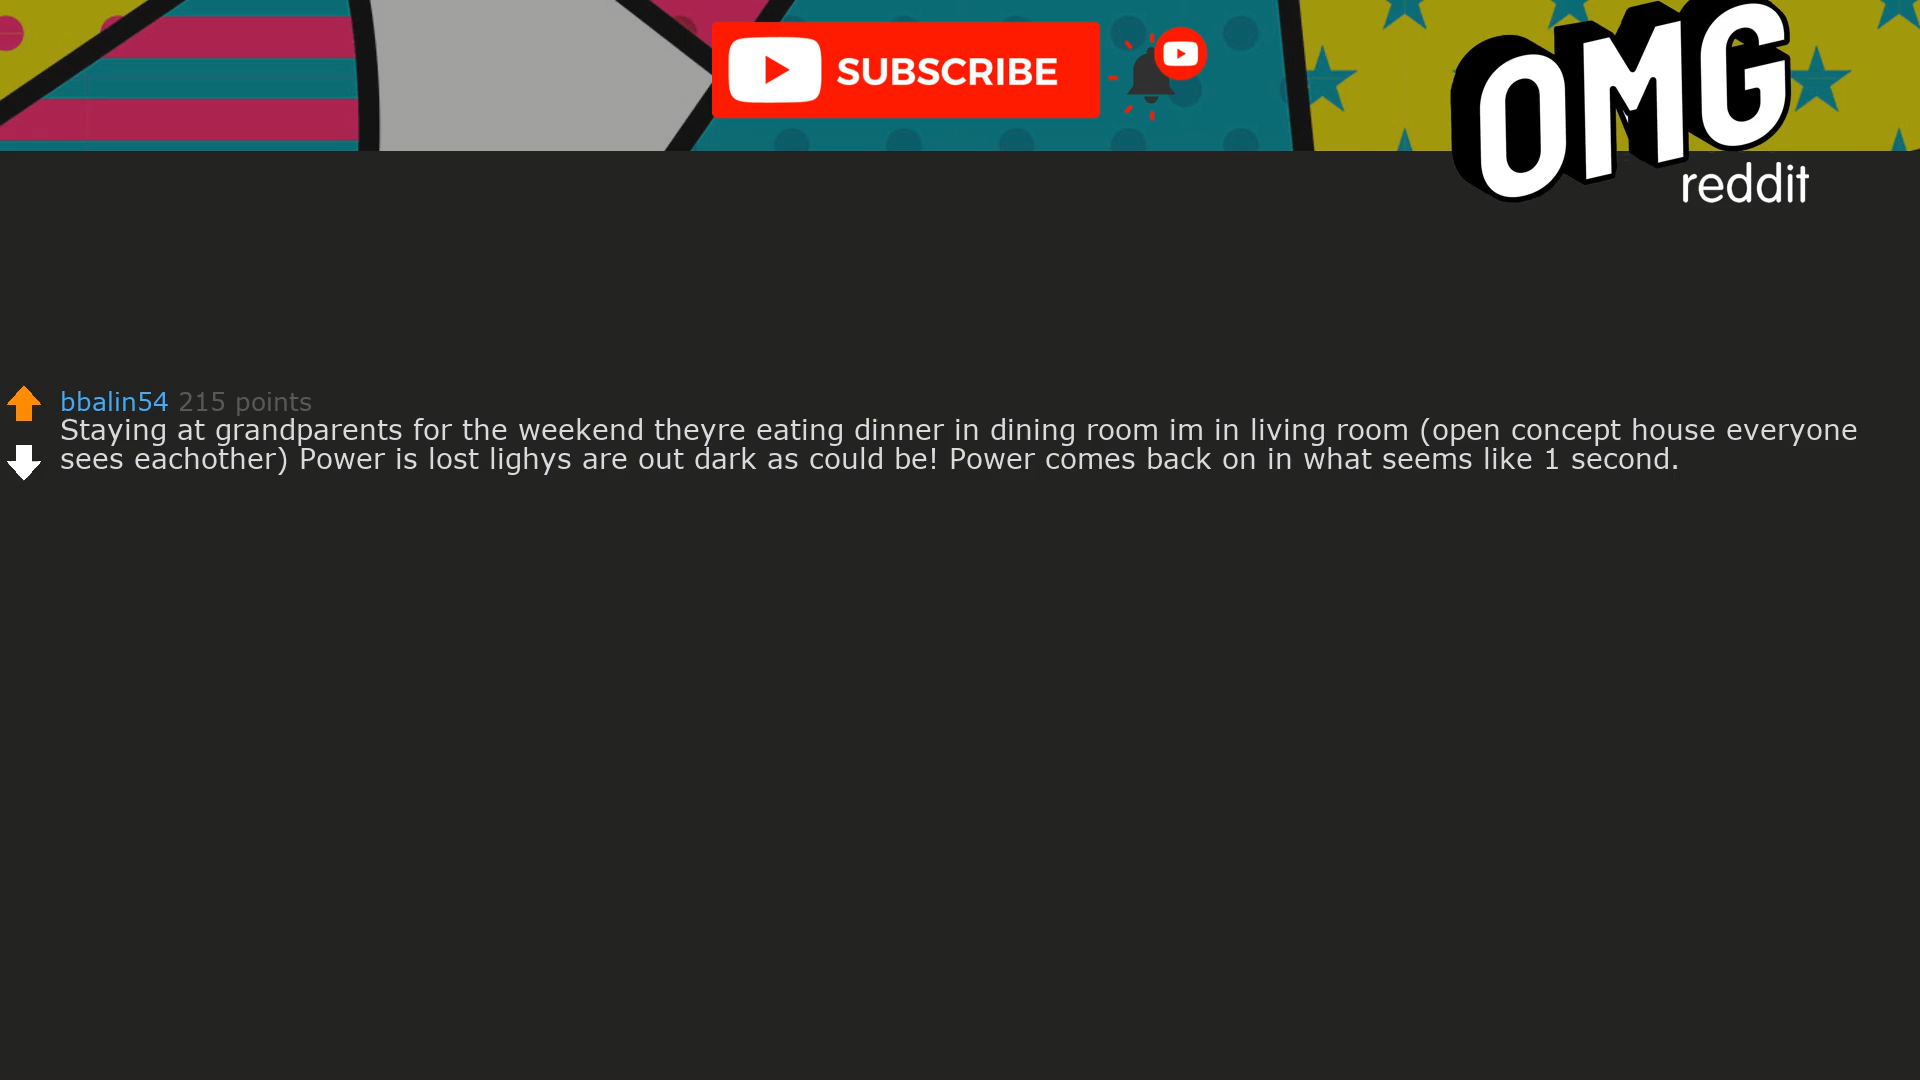 SUBSCRIBE
OMG
reddit
bbalin54 215 points
Staying at grandparents for the weekend theyre eating dinner in dining room im in living room (open concept house everyone
sees eachother) Power is lost lighys are out dark as could be! Power comes back on in what seems like 1 second.